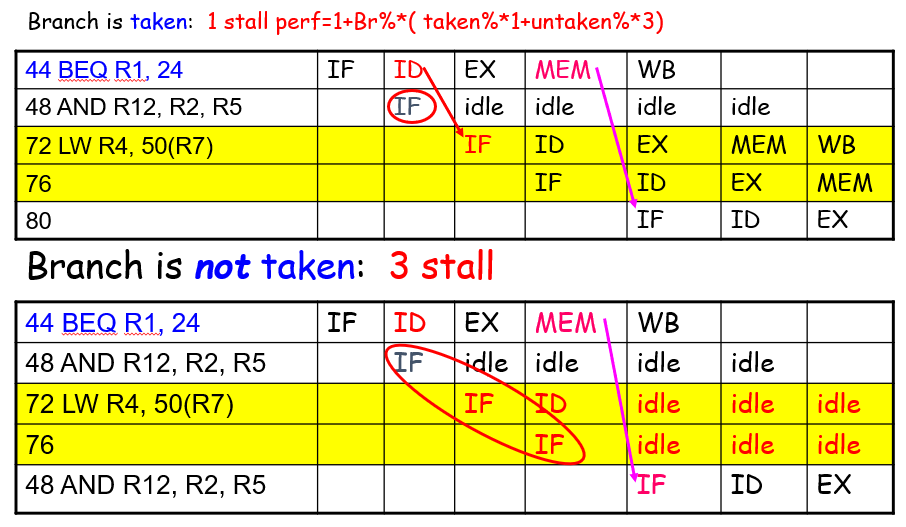 Branch is taken: 1 stall perf=1+Br%*( taken%*1+untaken%*3)
44 BEQ R1, 24 IF ID EX MEM WB
48 AND R12, R2, R5 IF idle idle idle idle
72 LW R4, 50(R7) IF ID EX MEM WB
76 IF ID EX MEM
80 IF ID EX
Branch is not taken: 3 stall
44 BEQ R1, 24 IF ID EX MEM WB
48 AND R12, R2, R5 IF idle idle idle idle
72 LW R4, 50(R7) IF ID idle idle idle
76 IF idle idle idle
48 AND R12, R2, R5 IF ID EX